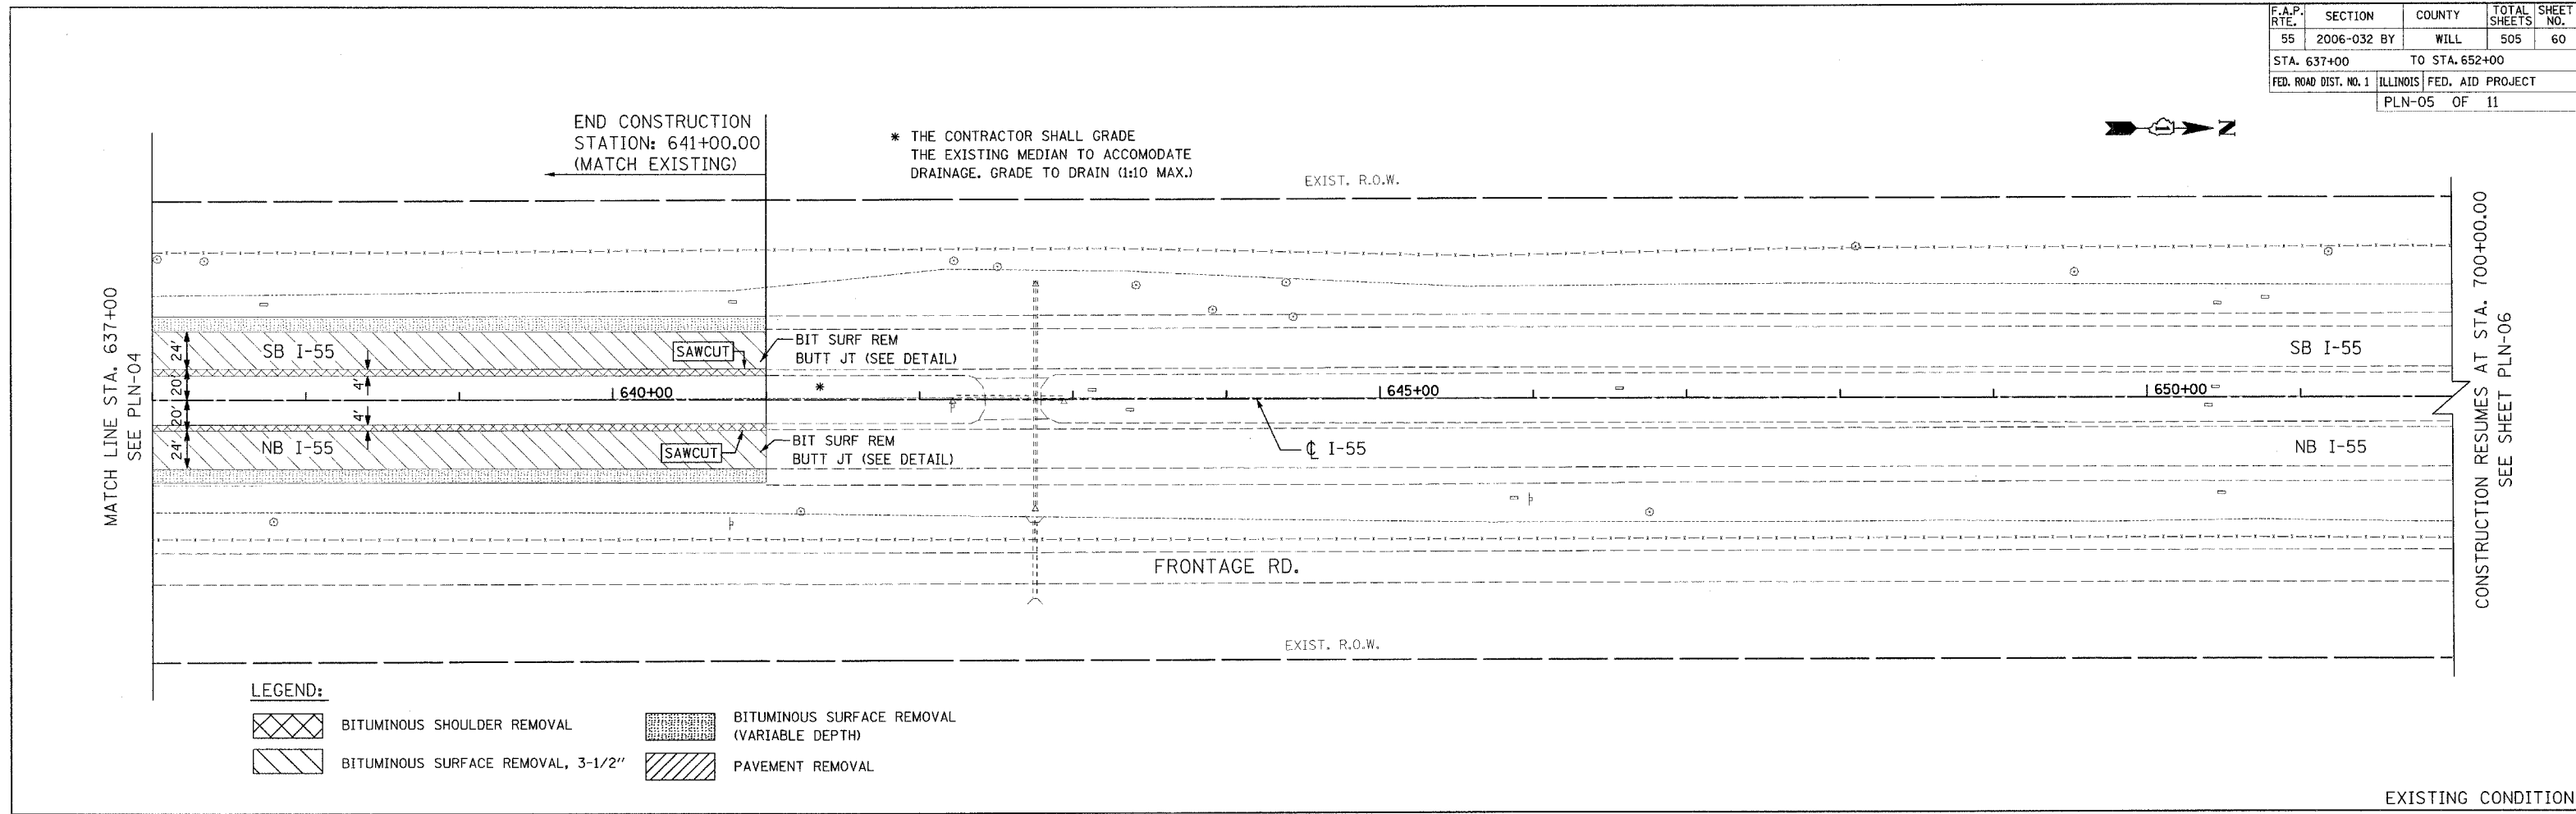 F.A.P. RTE. SECTION COUNTY TOTAL SHEETS SHEET NO.
55 2006-032 BY WILL 505 60
STA. 637+00 TO STA. 652+00
FED. ROAD DIST. NO. 1 ILLINOIS FED. AID PROJECT
PLN-05 OF 11
END CONSTRUCTION
STATION: 641+00.00
(MATCH EXISTING)
* THE CONTRACTOR SHALL GRADE
THE EXISTING MEDIAN TO ACCOMODATE
DRAINAGE. GRADE TO DRAIN (1:10 MAX.)
N
EXIST. R.O.W.
MATCH LINE STA. 637+00
SEE PLN-04
24'
20'
20'
24'
SB I-55
4'
4'
NB I-55
SAWCUT
SAWCUT
BIT SURF REM
BUTT JT (SEE DETAIL)
640+00
*
BIT SURF REM
BUTT JT (SEE DETAIL)
645+00
650+00
℄ I-55
SB I-55
NB I-55
CONSTRUCTION RESUMES AT STA. 700+00.00
SEE SHEET PLN-06
FRONTAGE RD.
EXIST. R.O.W.
LEGEND:
BITUMINOUS SHOULDER REMOVAL
BITUMINOUS SURFACE REMOVAL, 3-1/2"
BITUMINOUS SURFACE REMOVAL
(VARIABLE DEPTH)
PAVEMENT REMOVAL
EXISTING CONDITION